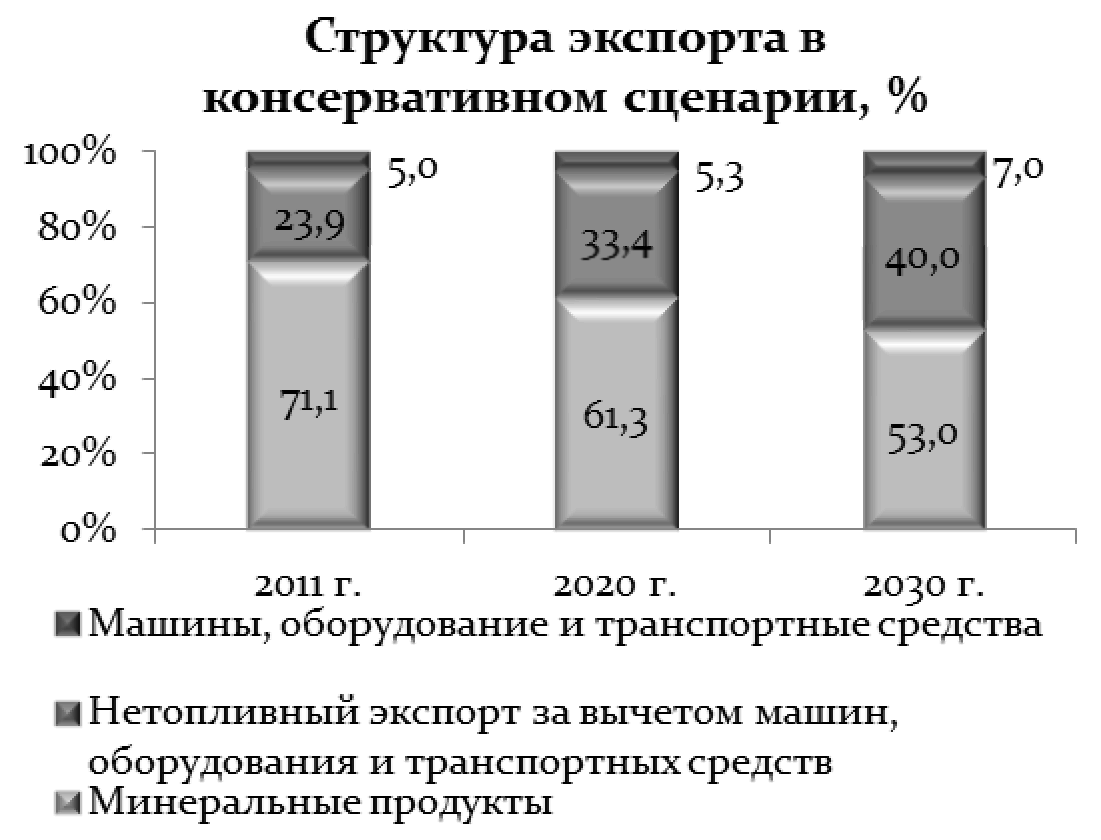 Структура экспорта в
консервативном сценарии, %
100%
80%
60%
40%
20%
0%
5,0
5,3
7,0
23,9
33,4
40,0
71,1
61,3
53,0
2011 г.
2020 г.
2030 г.
Машины, оборудование и транспортные средства
Нетопливный экспорт за вычетом машин,
оборудования и транспортных средств
Минеральные продукты